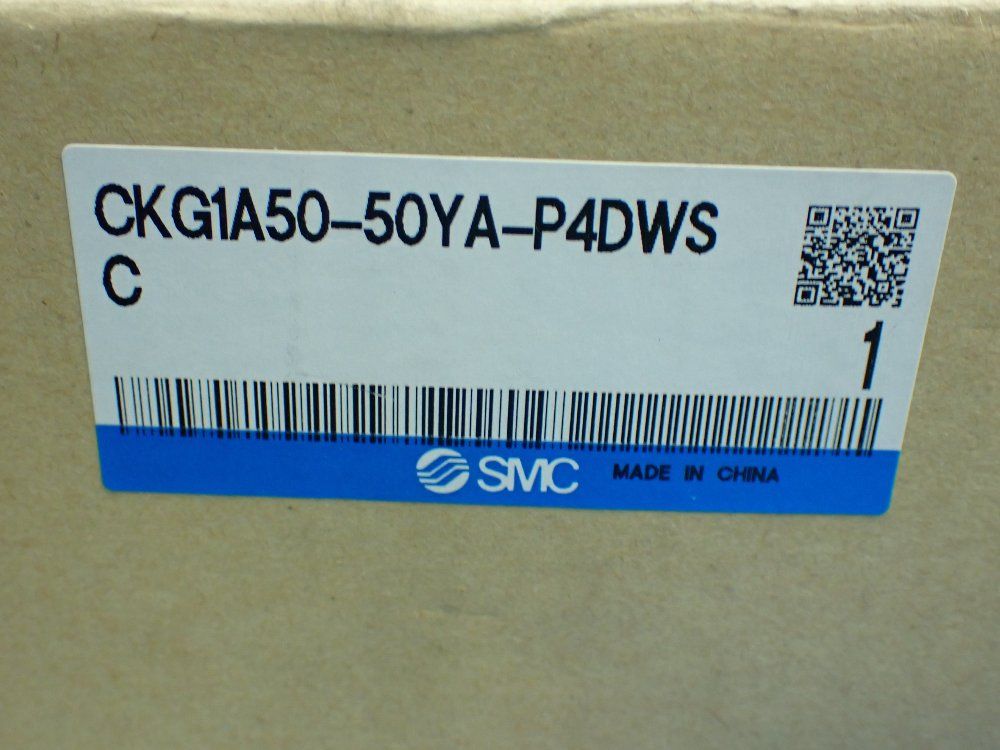 CKG1A50-50YA-P4DWS
C
1
SMC MADE IN CHINA